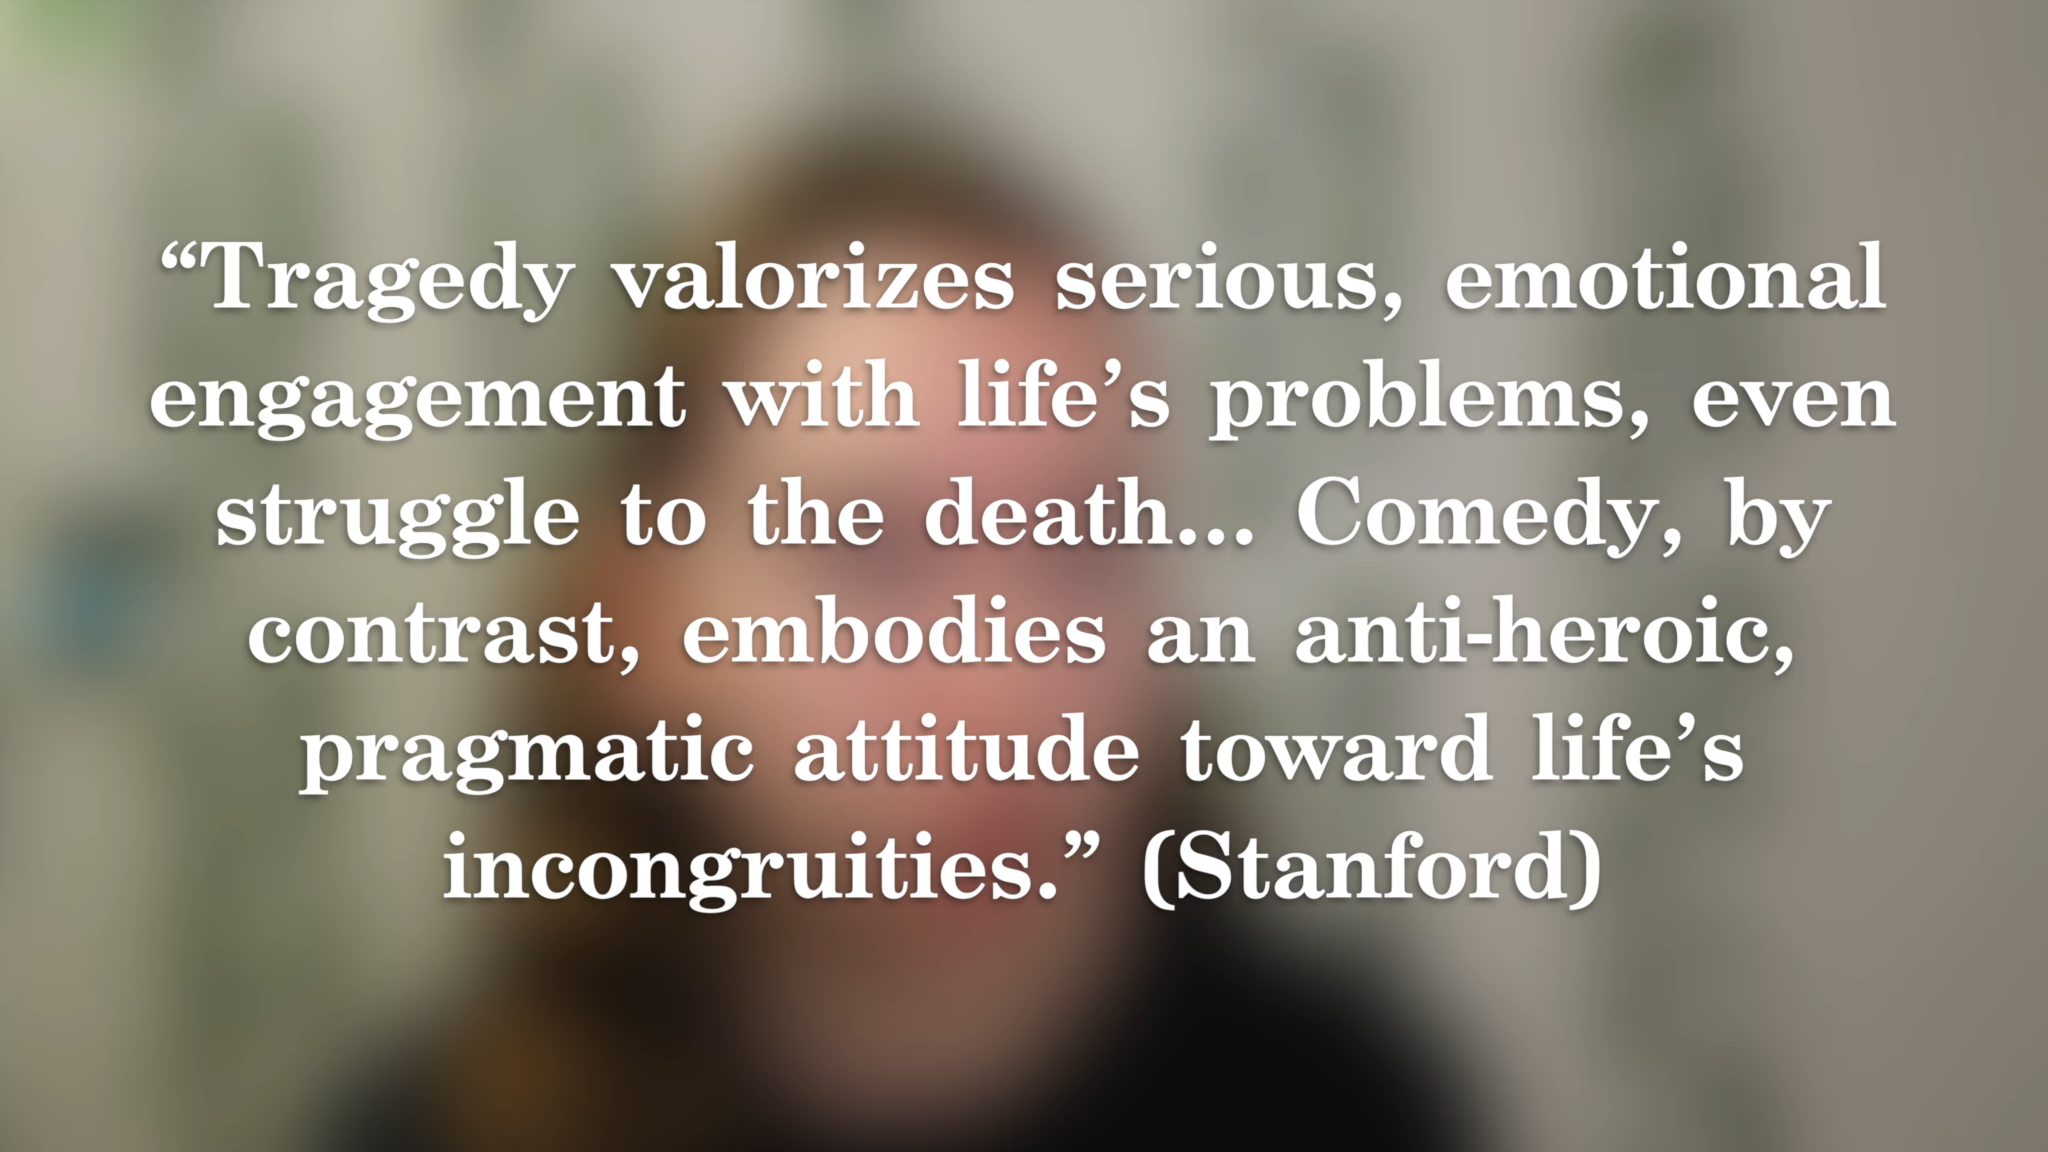 “Tragedy valorizes serious, emotional
engagement with life’s problems, even
struggle to the death... Comedy, by
contrast, embodies an anti-heroic,
pragmatic attitude toward life’s
incongruities.” (Stanford)